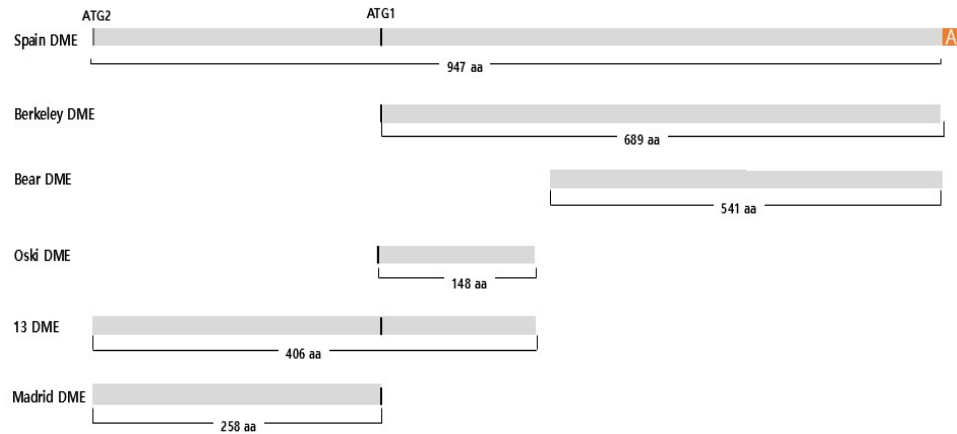 ATG2 ATG1
Spain DME A
947 aa
Berkeley DME
689 aa
Bear DME
541 aa
Oski DME
148 aa
13 DME
406 aa
Madrid DME
258 aa